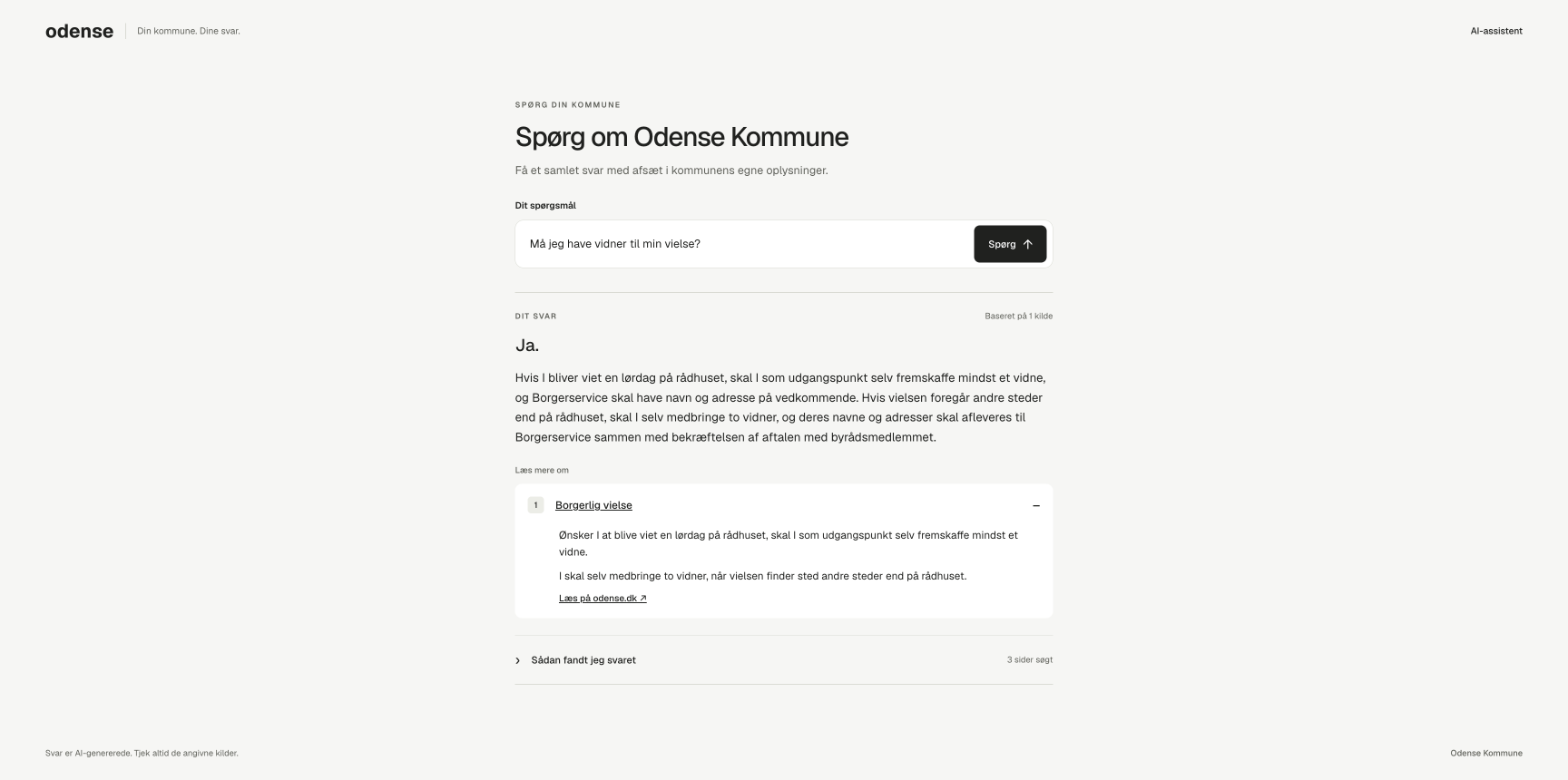 odense
Din kommune. Dine svar.
AI-assistent
SPØRG DIN KOMMUNE
Spørg om Odense Kommune
Få et samlet svar med afsæt i kommunens egne oplysninger.
Dit spørgsmål
Må jeg have vidner til min vielse?
Spørg ↑
DIT SVAR
Baseret på 1 kilde
Ja.
Hvis I bliver viet en lørdag på rådhuset, skal I som udgangspunkt selv fremskaffe mindst et vidne,
og Borgerservice skal have navn og adresse på vedkommende. Hvis vielsen foregår andre steder
end på rådhuset, skal I selv medbringe to vidner, og deres navne og adresser skal afleveres til
Borgerservice sammen med bekræftelsen af aftalen med byrådsmedlemmet.
Læs mere om
1 Borgerlig vielse –
Ønsker I at blive viet en lørdag på rådhuset, skal I som udgangspunkt selv fremskaffe mindst et
vidne.
I skal selv medbringe to vidner, når vielsen finder sted andre steder end på rådhuset.
Læs på odense.dk ↗
› Sådan fandt jeg svaret
3 sider søgt
Svar er AI-genererede. Tjek altid de angivne kilder.
Odense Kommune